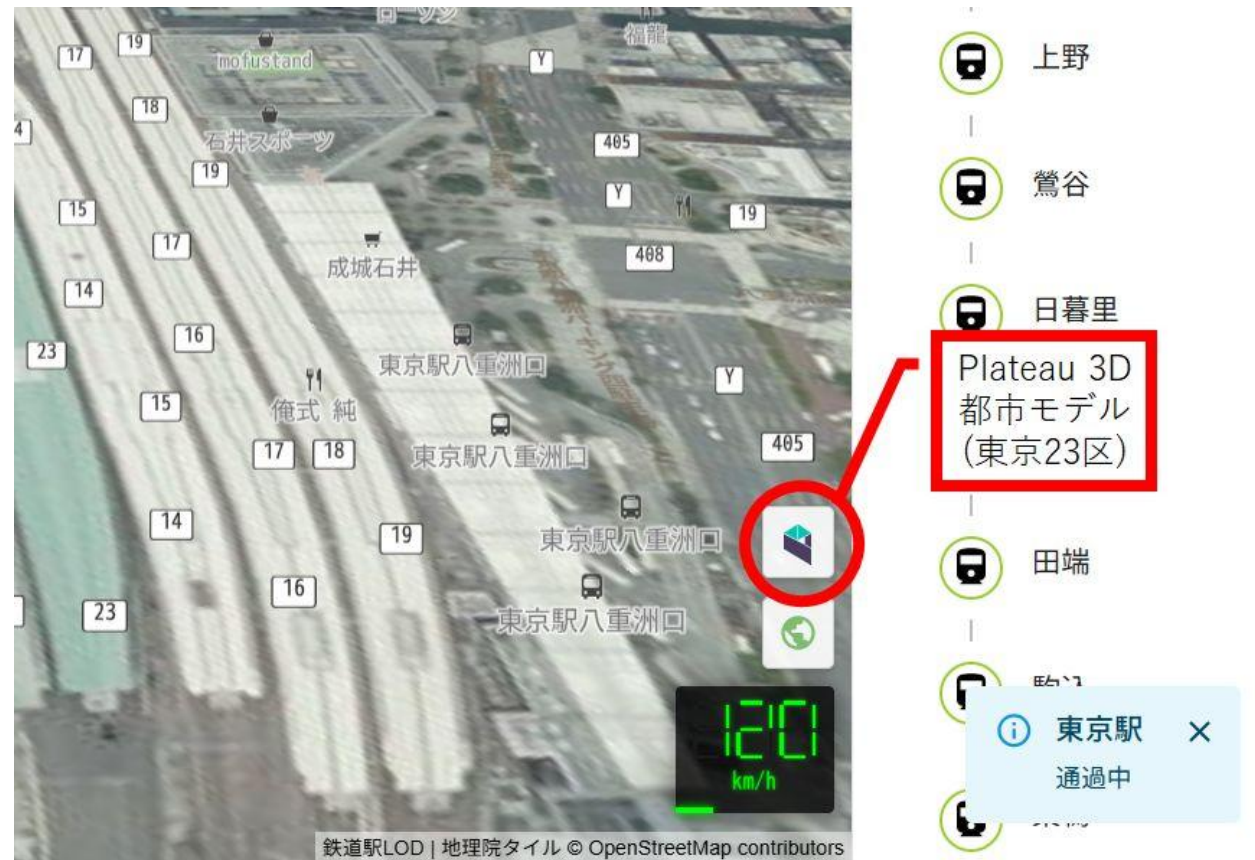 ローソン
福龍
17
19
mofustand
Y
18
4
石井スポーツ
405
19
Y
15
19
17
408
成城石井
14
16
東京駅八重洲口
23
俺式 純
Y
15
東京駅八重洲口
17
18
405
14
19
東京駅八重洲口
16
東京駅八重洲口
23
120
km/h
鉄道駅LOD | 地理院タイル © OpenStreetMap contributors
上野
鶯谷
日暮里
Plateau 3D
都市モデル
(東京23区)
田端
駒込
東京駅
通過中